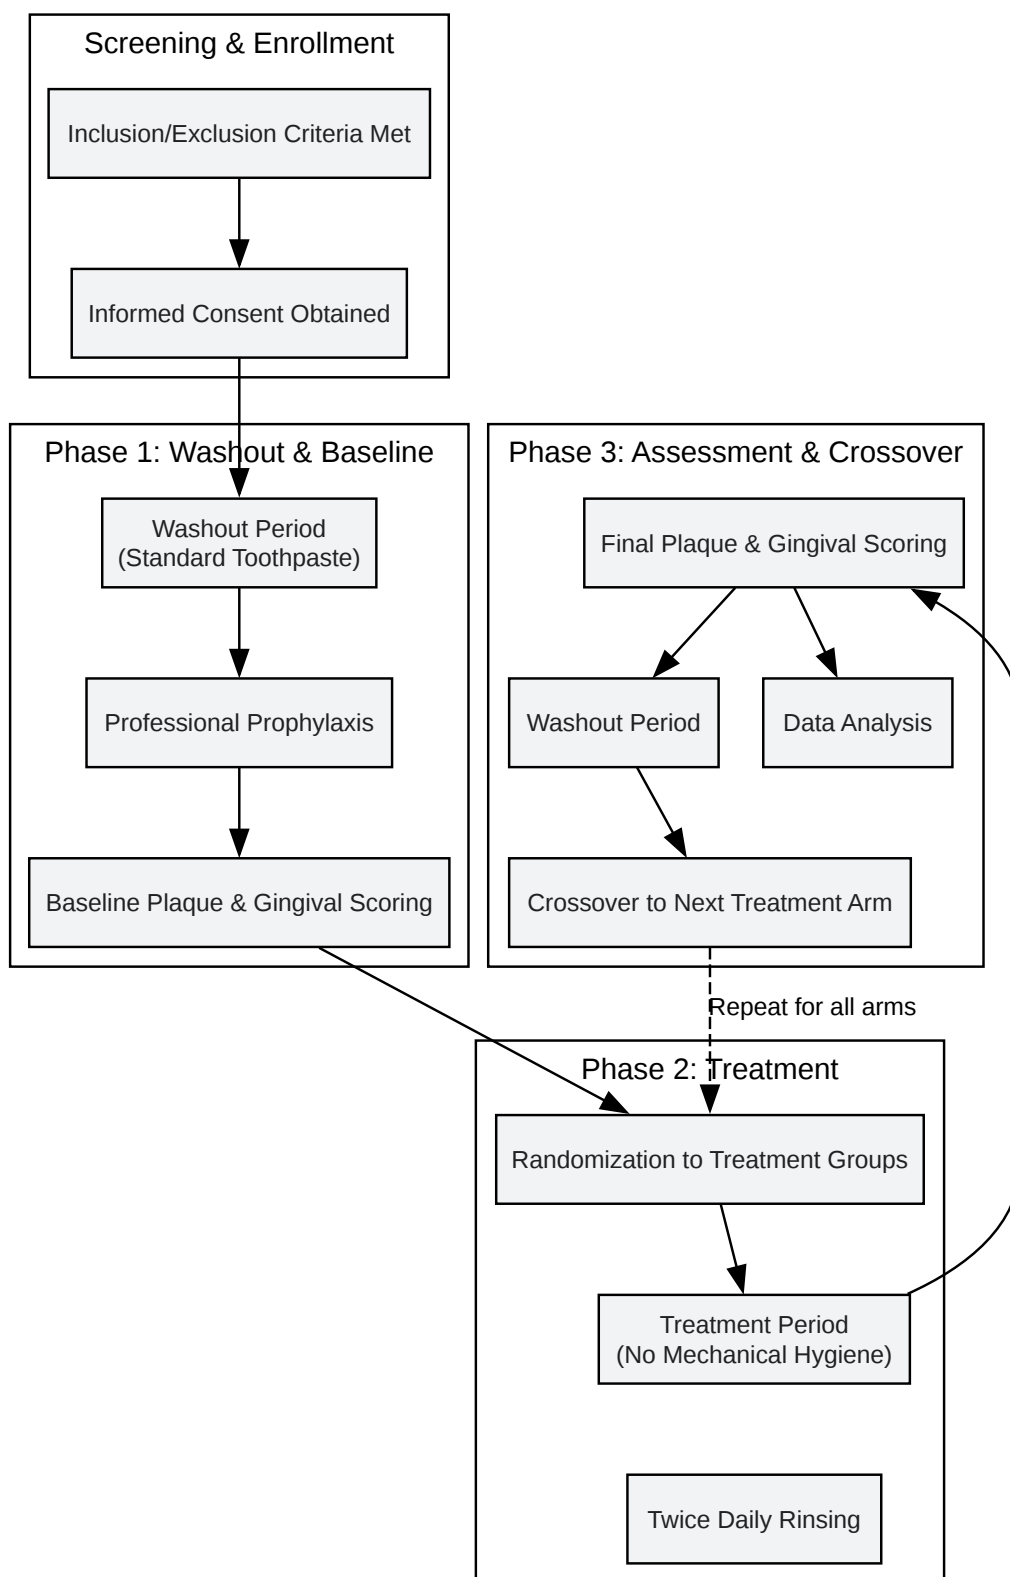 Screening & Enrollment
Inclusion/Exclusion Criteria Met
Informed Consent Obtained
Phase 1: Washout & Baseline
Washout Period
(Standard Toothpaste)
Professional Prophylaxis
Baseline Plaque & Gingival Scoring
Phase 3: Assessment & Crossover
Final Plaque & Gingival Scoring
Washout Period
Data Analysis
Crossover to Next Treatment Arm
Repeat for all arms
Phase 2: Treatment
Randomization to Treatment Groups
Treatment Period
(No Mechanical Hygiene)
Twice Daily Rinsing